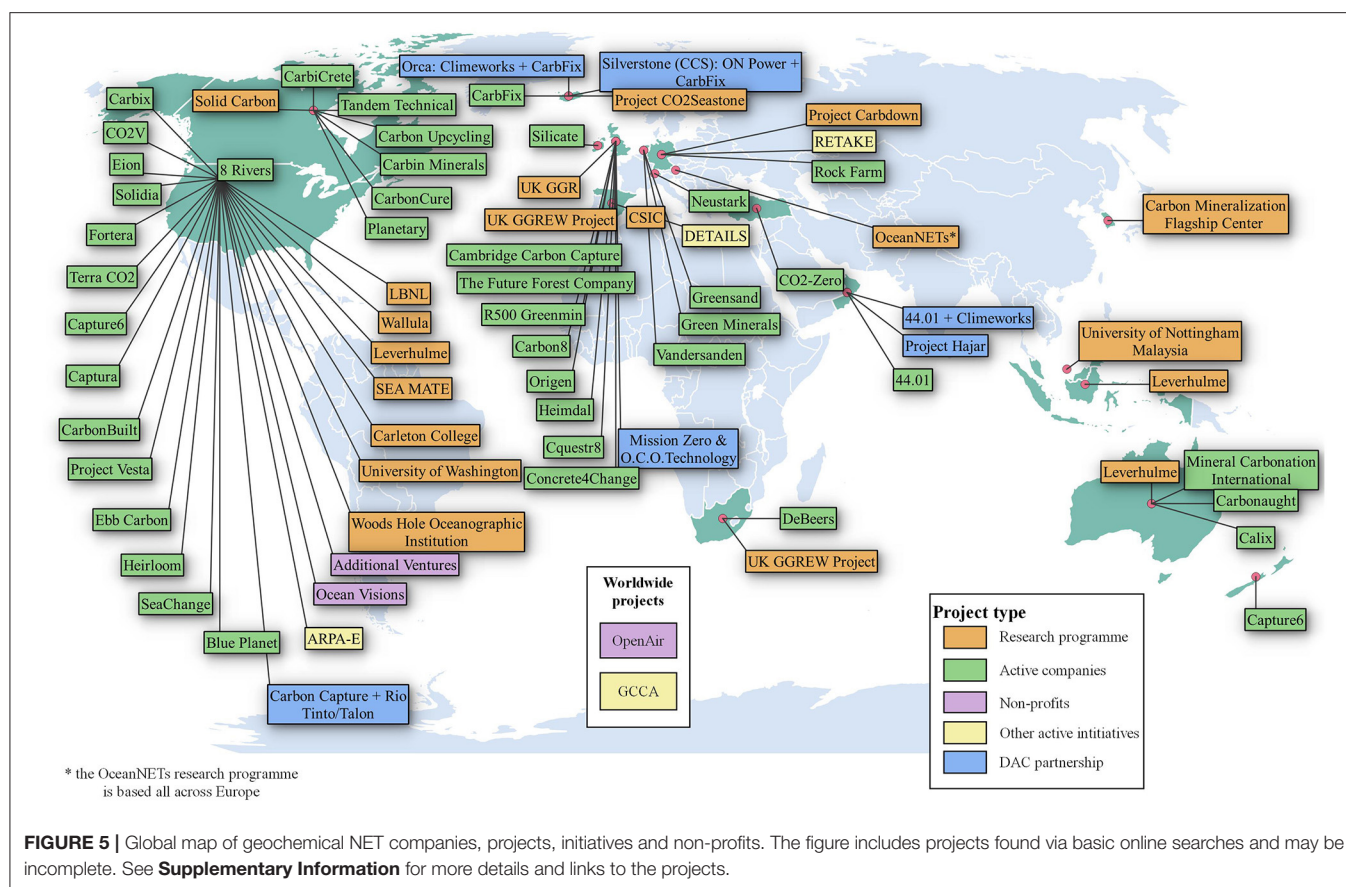 CarbiCrete
Orca: Climeworks + CarbFix
Silverstone (CCS): ON Power +
CarbFix
Carbix
Solid Carbon
Tandem Technical
CarbFix
Project CO2Seastone
CO2V
Carbon Upcycling
Silicate
Project Carbdown
RETAKE
Eion
8 Rivers
Carbin Minerals
Rock Farm
Solidia
CarbonCure
UK GGR
Neustark
Fortera
Planetary
UK GGREW Project
CSIC
OceanNETs*
Carbon Mineralization
Flagship Center
DETAILS
Cambridge Carbon Capture
Terra CO2
LBNL
The Future Forest Company
Greensand
CO2-Zero
Capture6
Wallula
R500 Greenmin
Green Minerals
44.01 + Climeworks
Leverhulme
Carbon8
Vandersanden
Project Hajar
University of Nottingham
Malaysia
Captura
SEA MATE
Origen
44.01
Leverhulme
CarbonBuilt
Carleton College
Heimdal
Project Vesta
University of Washington
Cquestr8
Mission Zero &
O.C.O.Technology
Concrete4Change
Leverhulme
Mineral Carbonation
International
Carbonaught
Ebb Carbon
Woods Hole Oceanographic
Institution
DeBeers
Calix
Heirloom
Additional Ventures
UK GGREW Project
SeaChange
Ocean Visions
Capture6
Blue Planet
ARPA-E
Carbon Capture + Rio
Tinto/Talon
Worldwide
projects
OpenAir
GCCA
Project type
Research programme
Active companies
Non-profits
Other active intitiatives
DAC partnership
* the OceanNETs research programme
is based all across Europe
FIGURE 5 | Global map of geochemical NET companies, projects, initiatives and non-profits. The figure includes projects found via basic online searches and may be
incomplete. See Supplementary Information for more details and links to the projects.